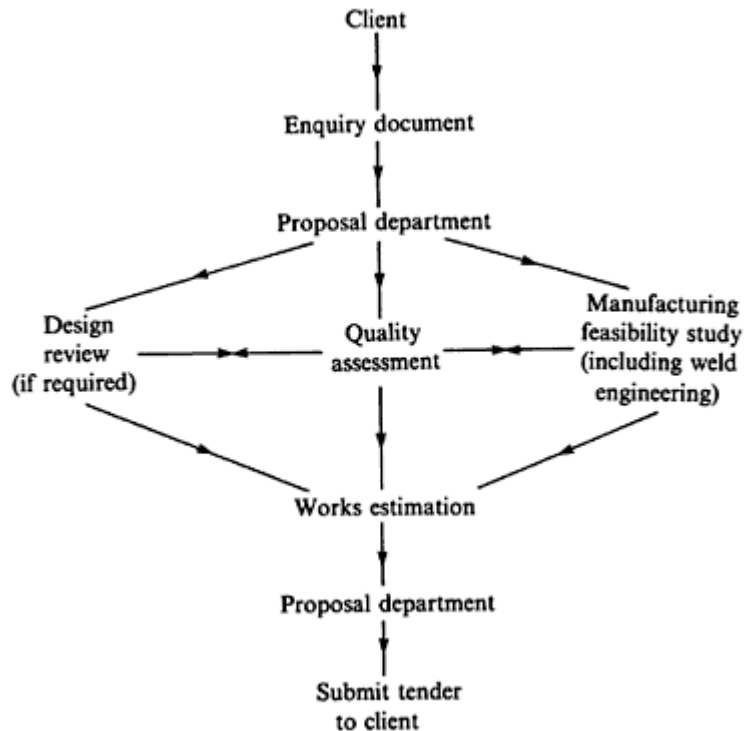 Client
Enquiry document
Proposal department
Design
review
(if required)
Quality
assessment
Manufacturing
feasibility study
(including weld
engineering)
Works estimation
Proposal department
Submit tender
to client